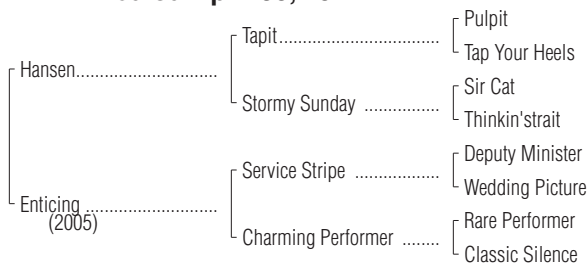 Pulpit
Tapit
Tap Your Heels
Hansen
Sir Cat
Stormy Sunday
Thinkin'strait
Deputy Minister
Service Stripe
Wedding Picture
Enticing
(2005)
Rare Performer
Charming Performer
Classic Silence